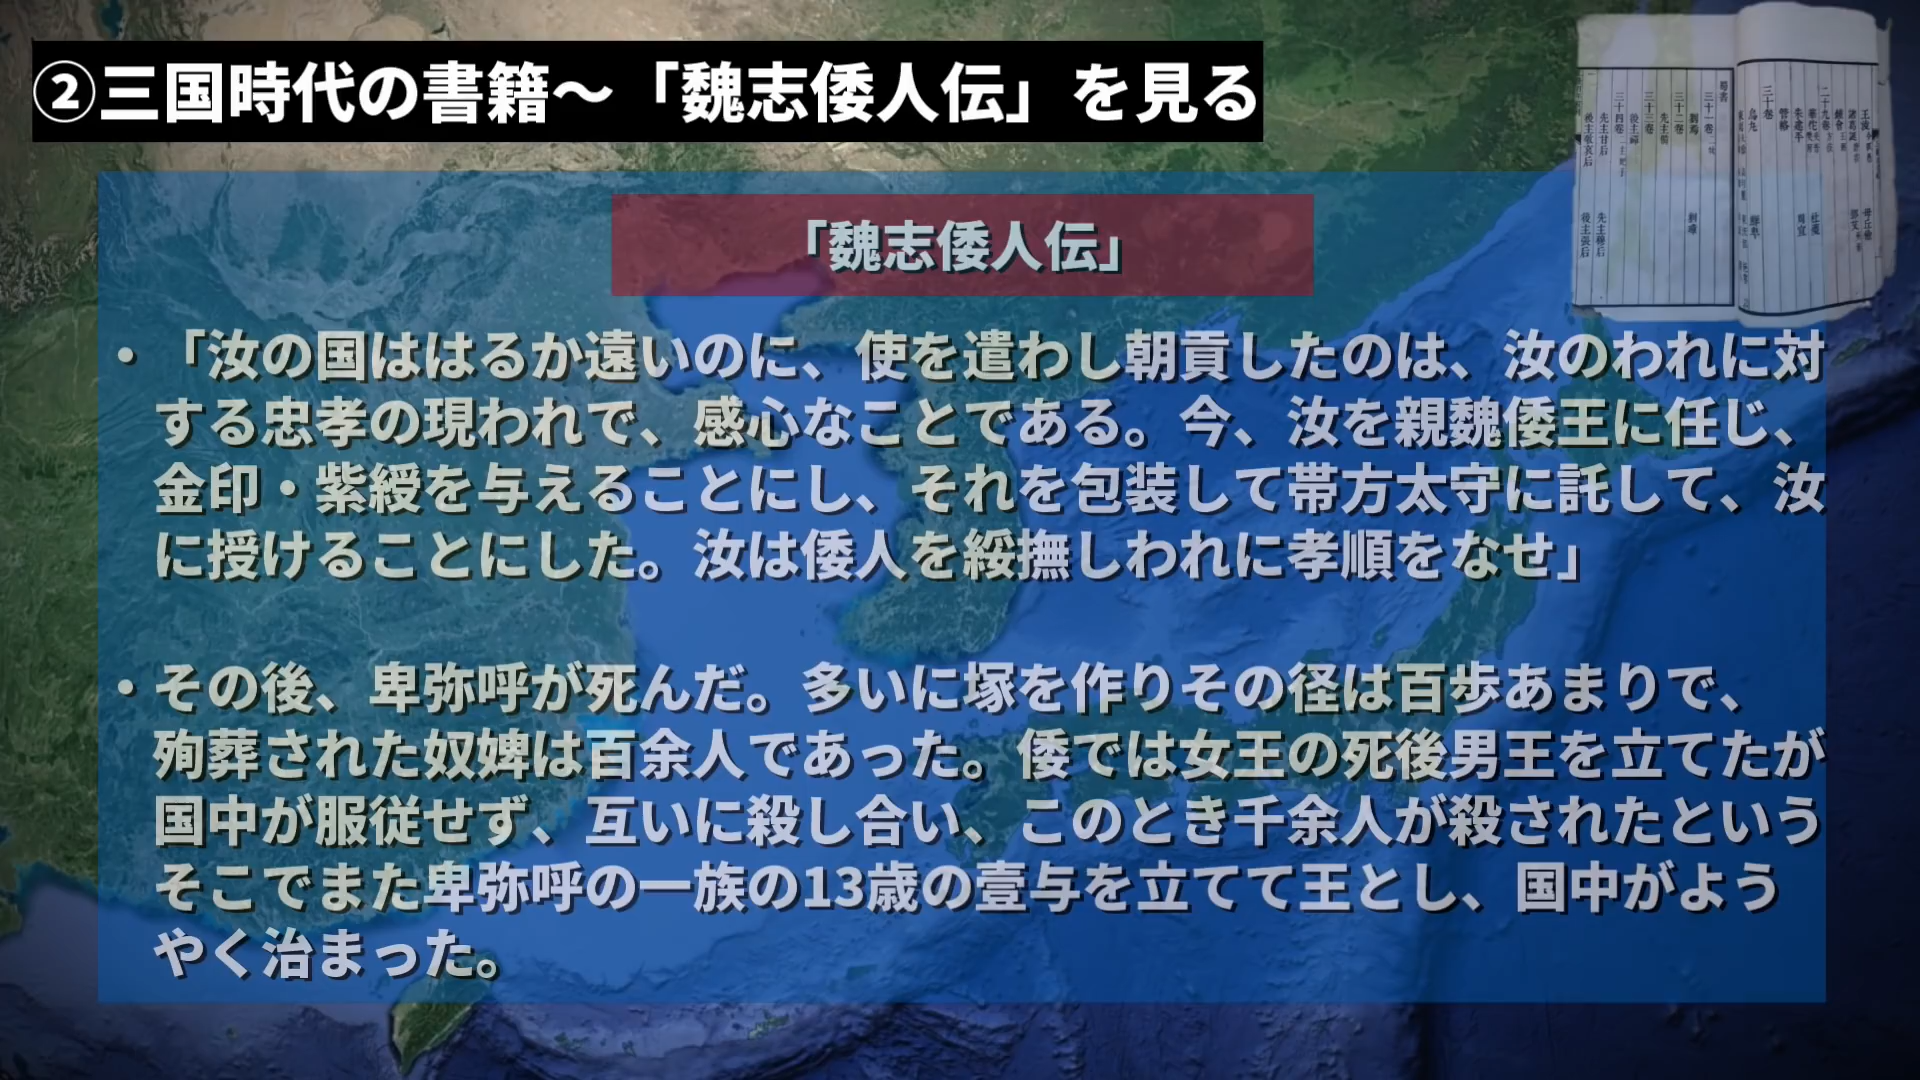 ②三国時代の書籍～「魏志倭人伝」を見る
「魏志倭人伝」
・「汝の国ははるか遠いのに、使を遣わし朝貢したのは、汝のわれに対
する忠孝の現われで、感心なことである。今、汝を親魏倭王に任じ、
金印・紫綬を与えることにし、それを包装して帯方太守に託して、汝
に授けることにした。汝は倭人を綏撫しわれに孝順をなせ」
・その後、卑弥呼が死んだ。多いに塚を作りその径は百歩あまりで、
殉葬された奴婢は百余人であった。倭では女王の死後男王を立てたが
国中が服従せず、互いに殺し合い、このとき千余人が殺されたという
そこでまた卑弥呼の一族の13歳の壹与を立てて王とし、国中がよう
やく治まった。